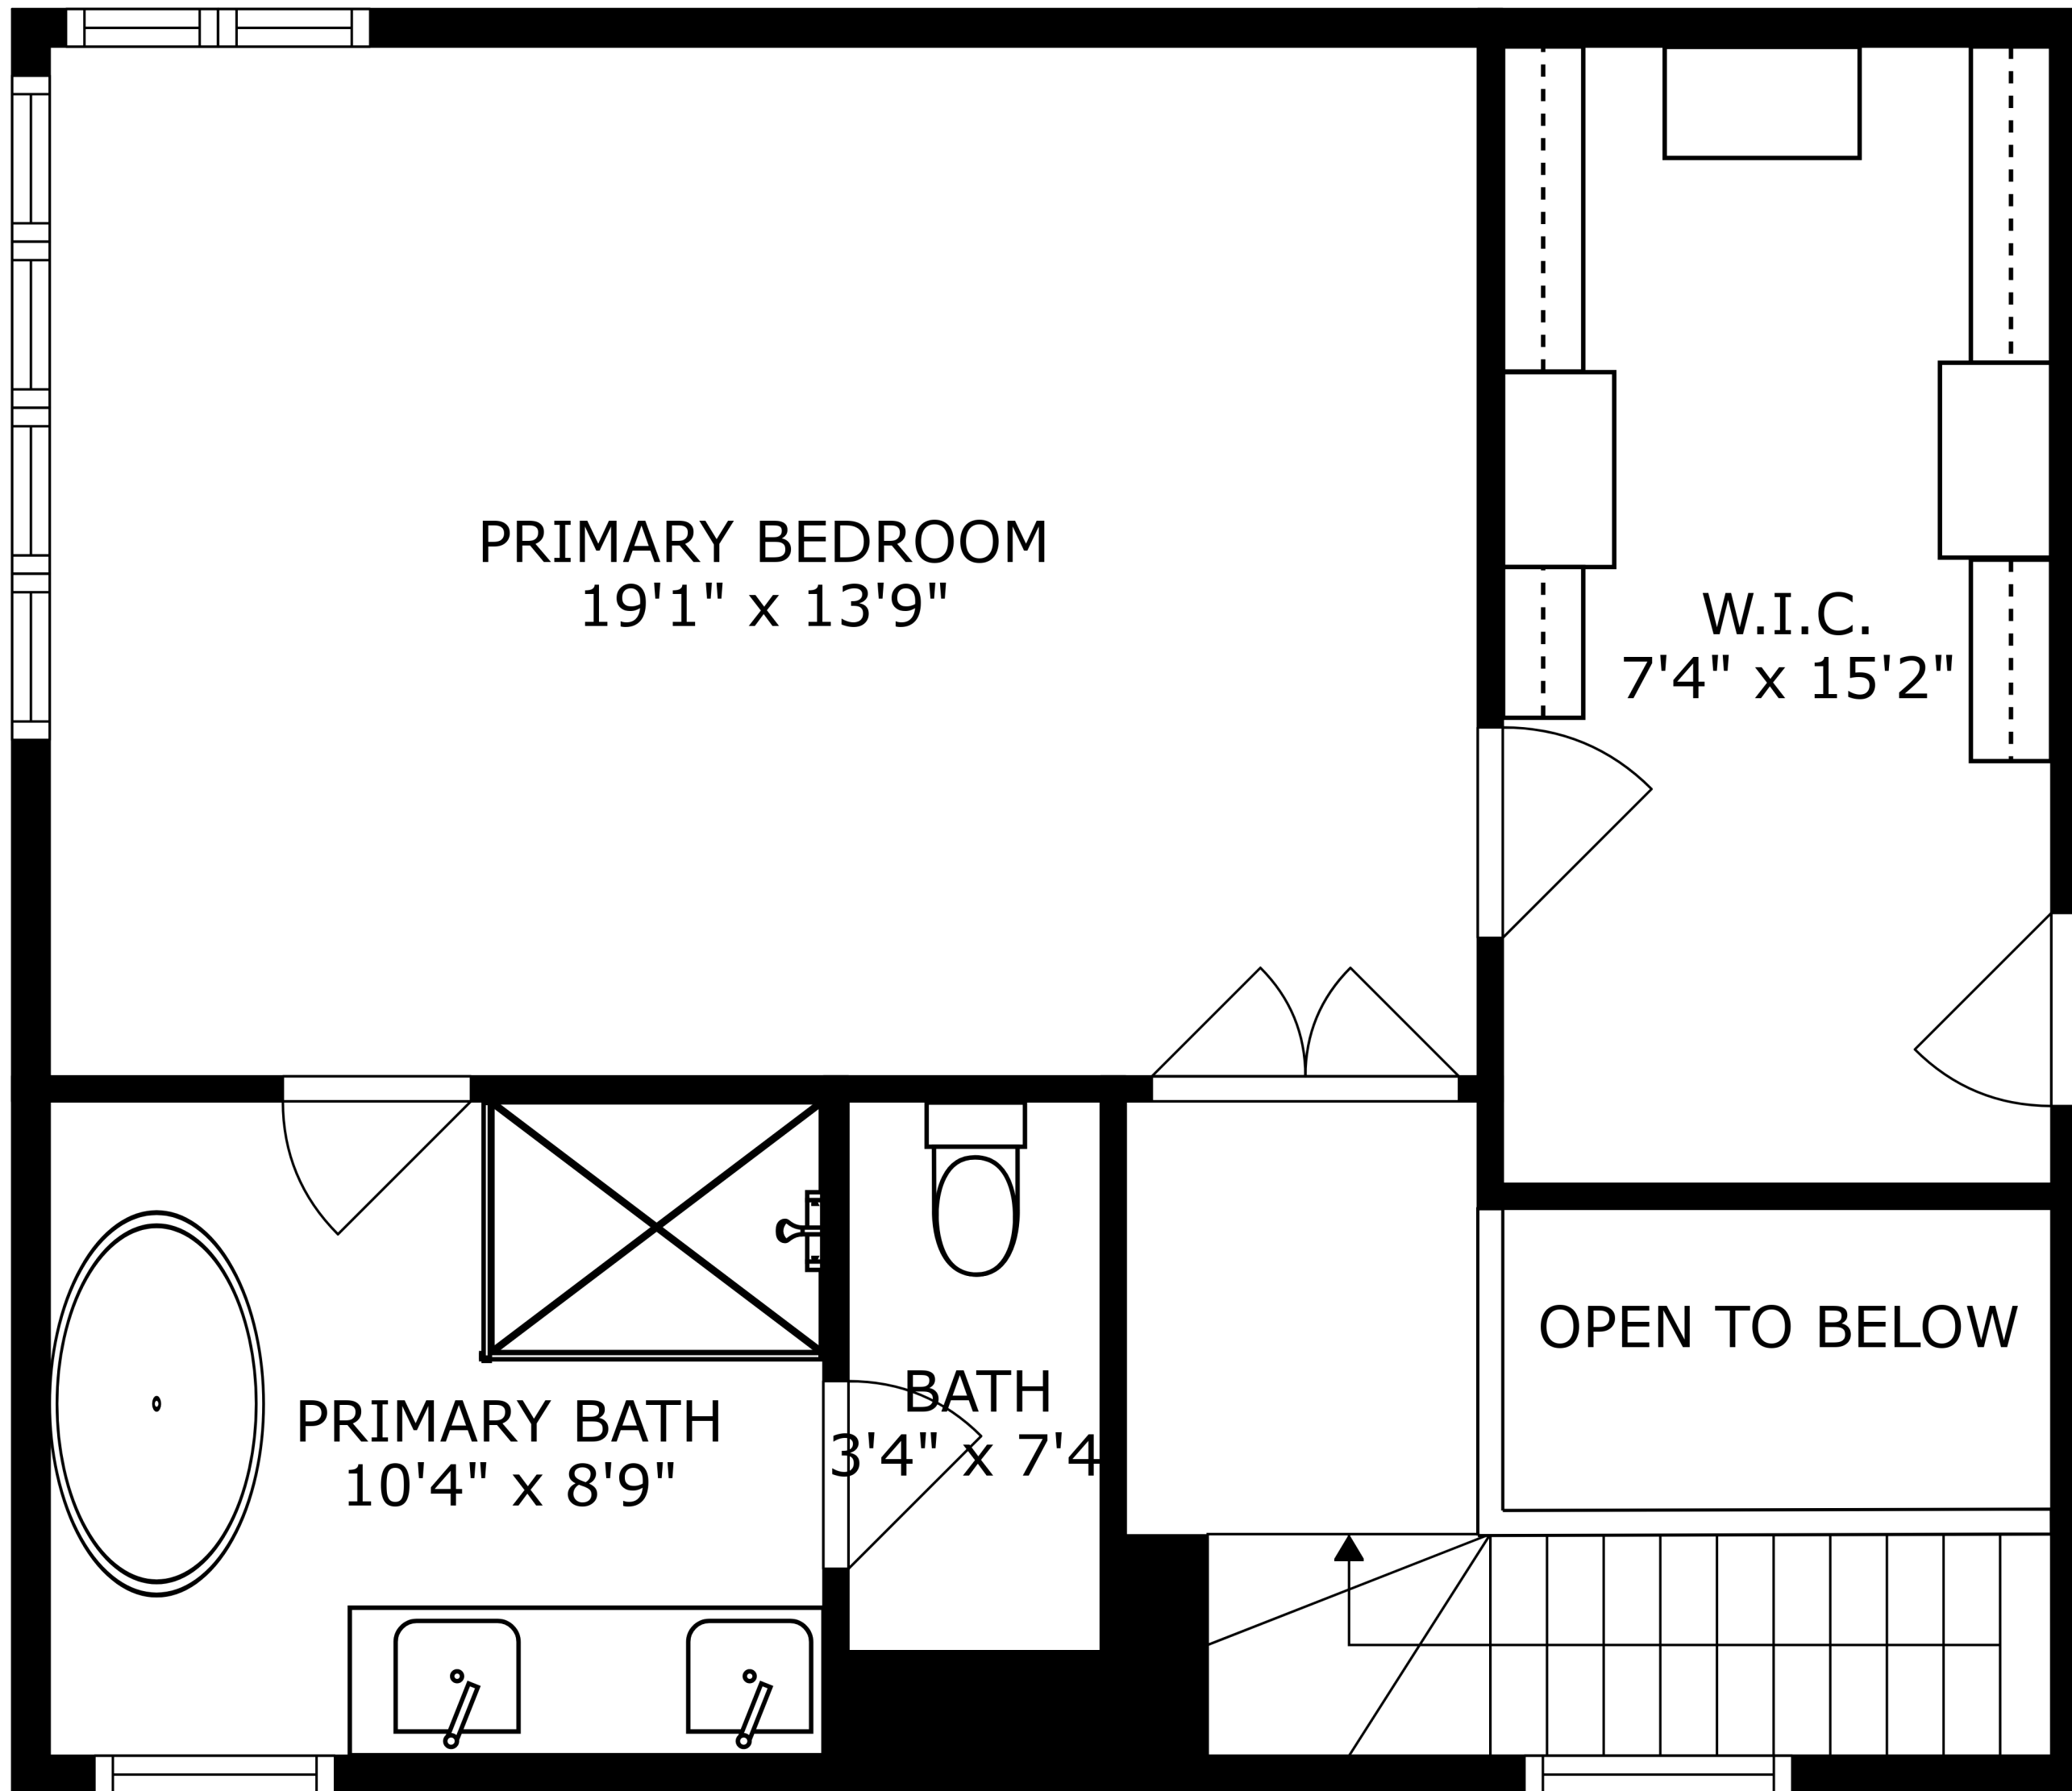 PRIMARY BEDROOM
19'1" x 13'9"
W.I.C.
7'4" x 15'2"
OPEN TO BELOW
BATH
3'4" x 7'4
PRIMARY BATH
10'4" x 8'9"